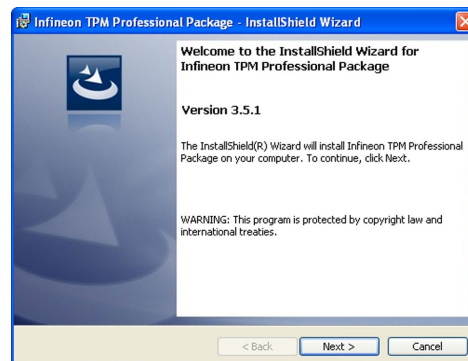 Infineon TPM Professional Package - InstallShield Wizard
Welcome to the InstallShield Wizard for
Infineon TPM Professional Package
Version 3.5.1
The InstallShield(R) Wizard will install Infineon TPM Professional
Package on your computer. To continue, click Next.
WARNING: This program is protected by copyright law and
international treaties.
< Back Next > Cancel